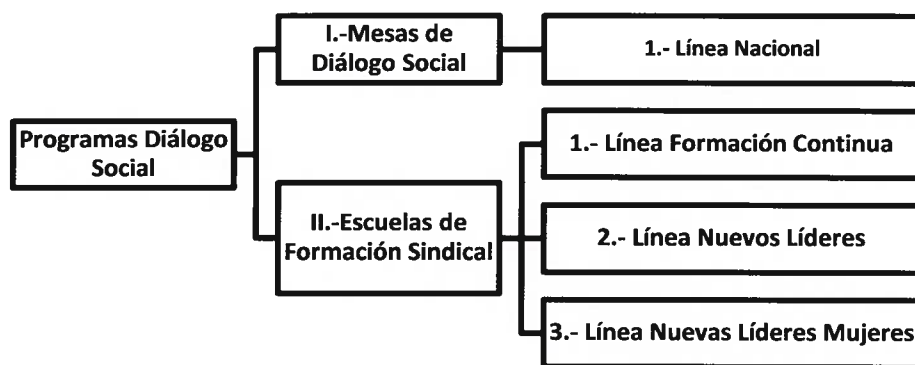 Programas Diálogo
Social
I.-Mesas de
Diálogo Social
1.- Línea Nacional
II.-Escuelas de
Formación Sindical
1.- Línea Formación Continua
2.- Línea Nuevos Líderes
3.- Línea Nuevas Líderes Mujeres